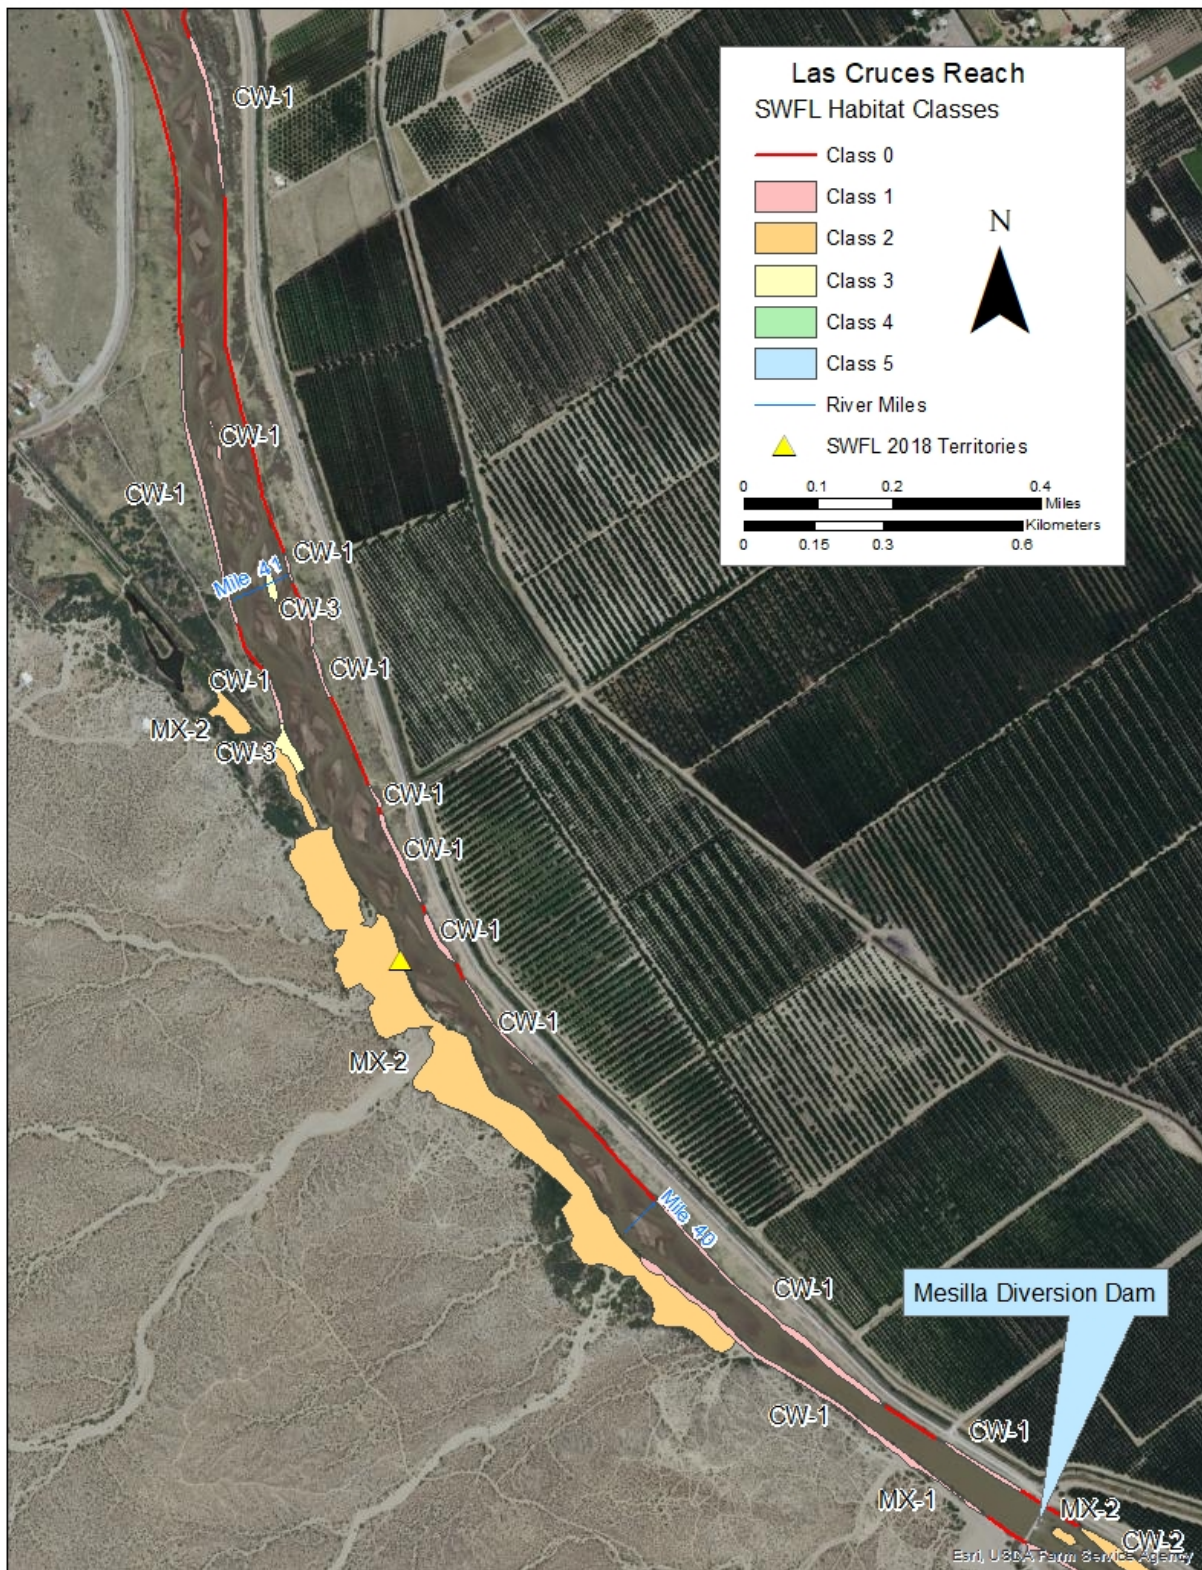 Las Cruces Reach
SWFL Habitat Classes
Class 0
Class 1
Class 2
Class 3
Class 4
Class 5
River Miles
SWFL 2018 Territories
N
0 0.1 0.2 0.4
Miles
Kilometers
0 0.15 0.3 0.6
CW-1
CW-1
CW-1
CW-1
Mile 41
CW-3
CW-1
CW-1
MX-2
CW-3
CW-1
CW-1
CW-1
CW-1
MX-2
Mile 40
CW-1
Mesilla Diversion Dam
CW-1
CW-1
MX-1
MX-2
CW-2
Esri, USDA Farm Service Agency